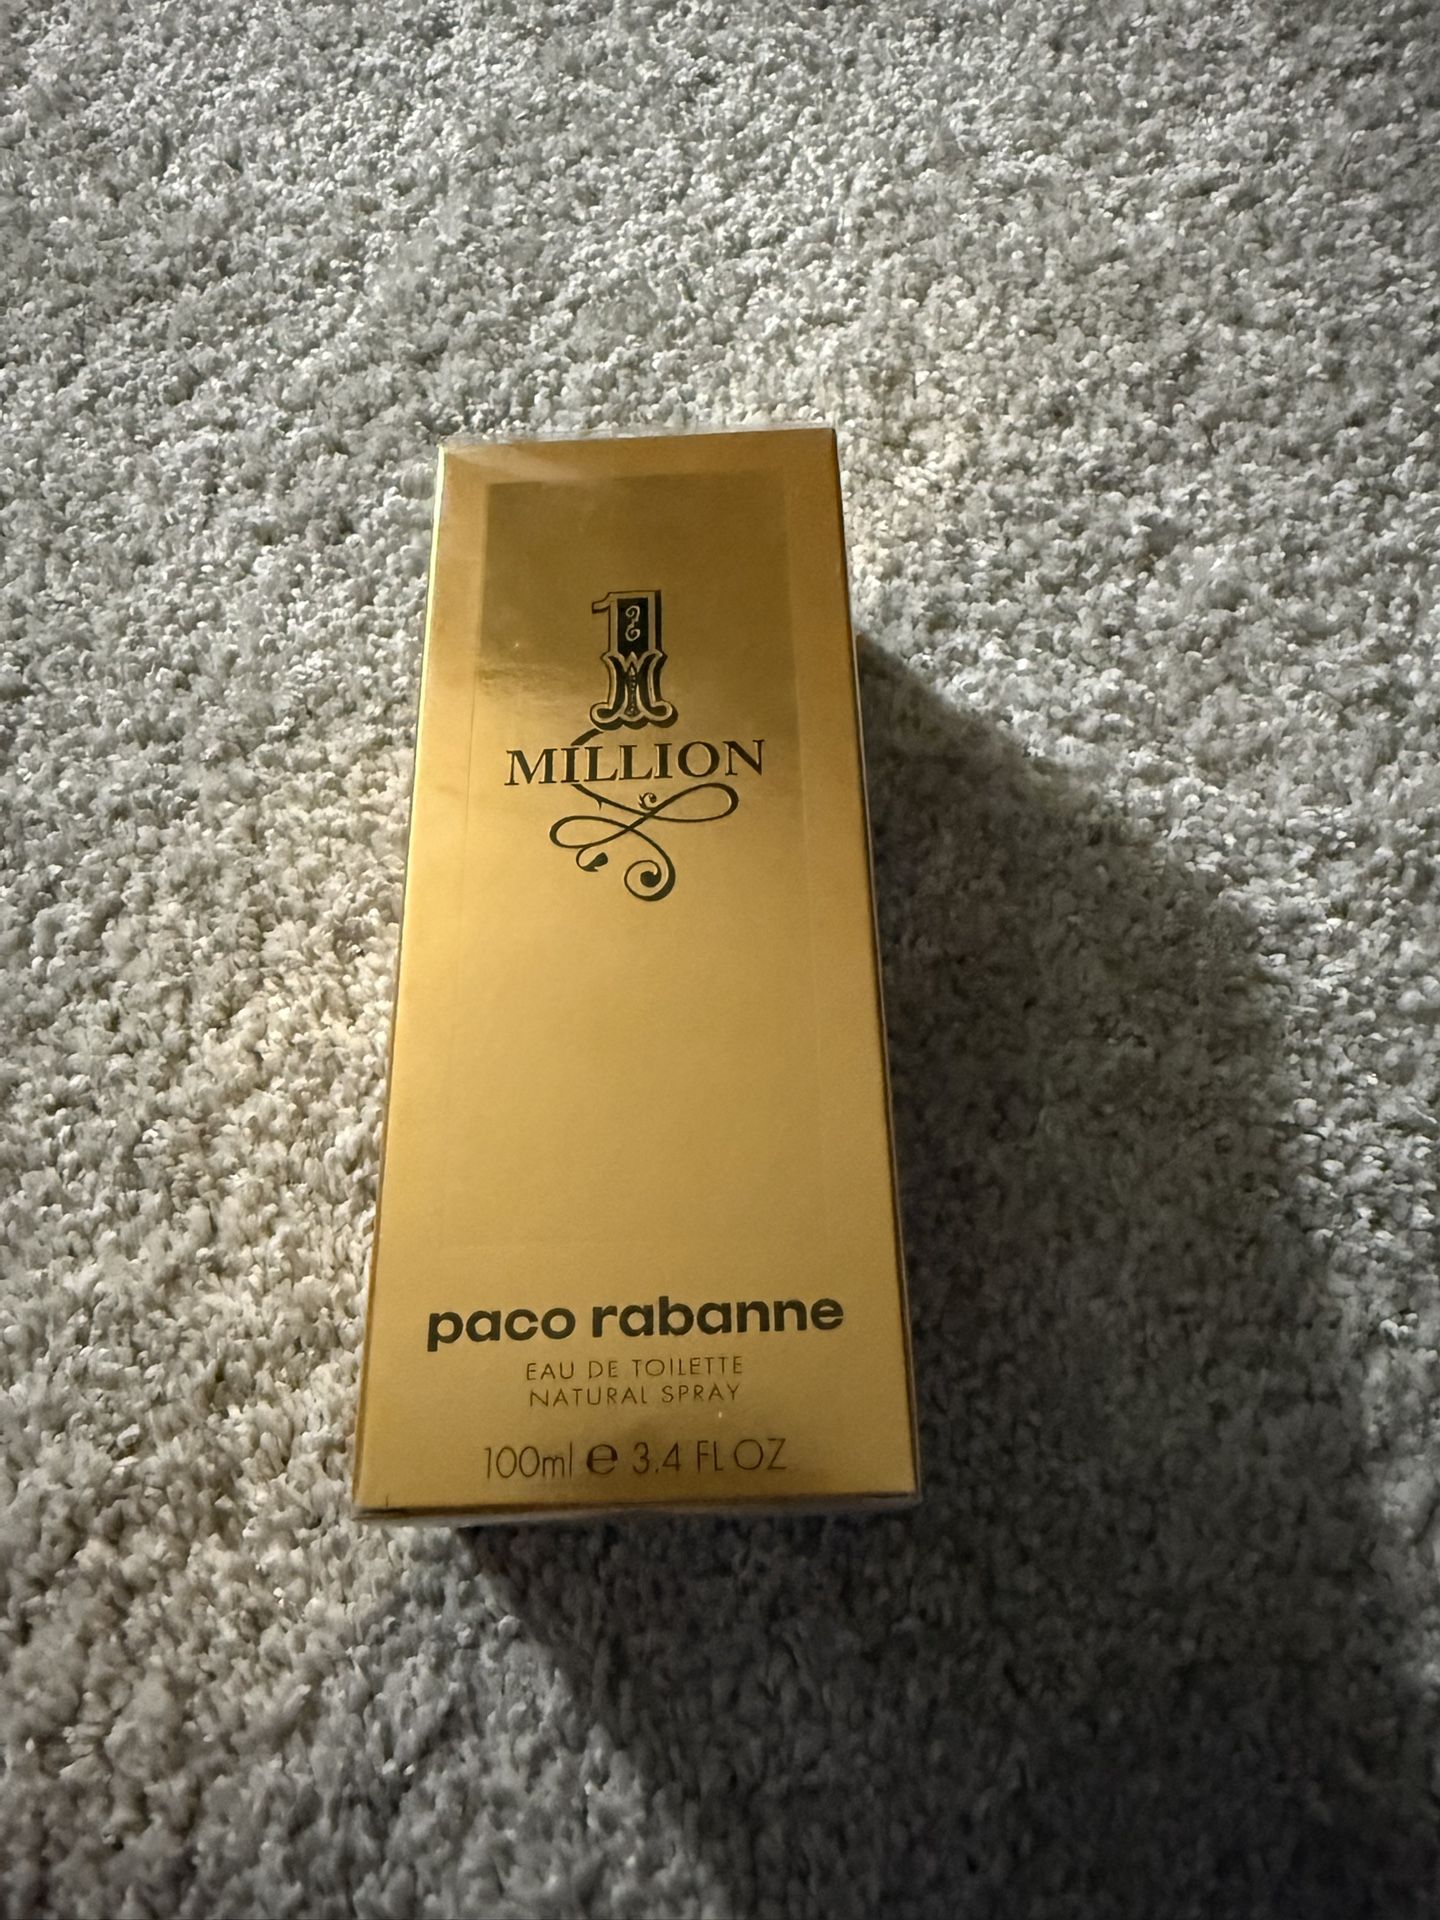 1
MILLION
paco rabanne
EAU DE TOILETTE
NATURAL SPRAY
100ml e 3.4 FL OZ